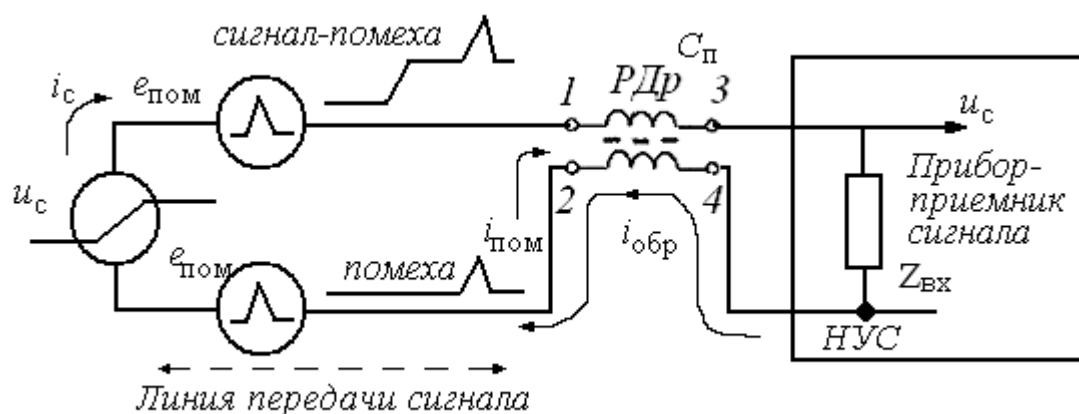 сигнал-помеха
Cп
iс
eпом
1
РДр
3
uс
uс
2
4
Прибор-
приемник
сигнала
iпом
iобр
eпом
помеха
Zвх
НУС
Линия передачи сигнала